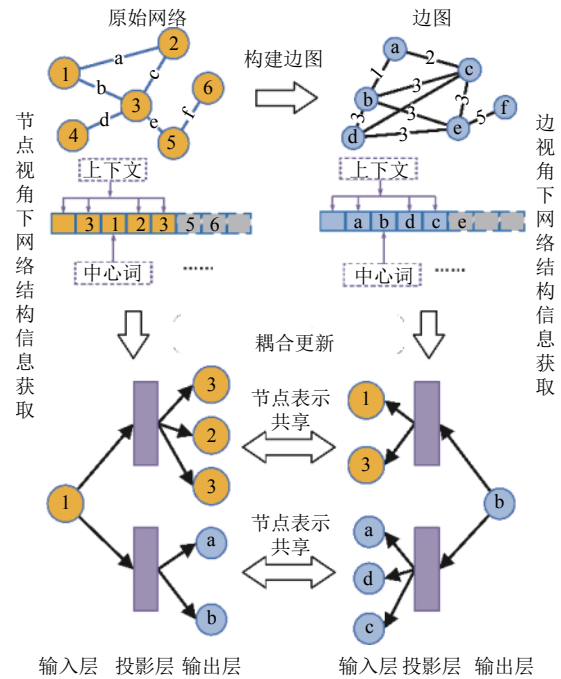 原始网络
边图
构建边图
1
2
3
4
5
6
a
b
c
d
e
f
a
b
c
d
e
f
1
2
3
3
3
3
3
5
节点视角下网络结构信息获取
边视角下网络结构信息获取
上下文
3 1 2 3 5 6
中心词
......
上下文
a b d c e
中心词
......
耦合更新
节点表示
共享
节点表示
共享
1
3
2
3
a
b
1
3
a
d
c
b
输入层 投影层 输出层
输入层 投影层 输出层